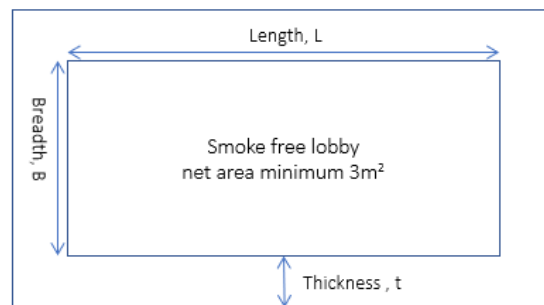 Length, L
Breadth, B
Smoke free lobby
net area minimum 3m²
Thickness , t